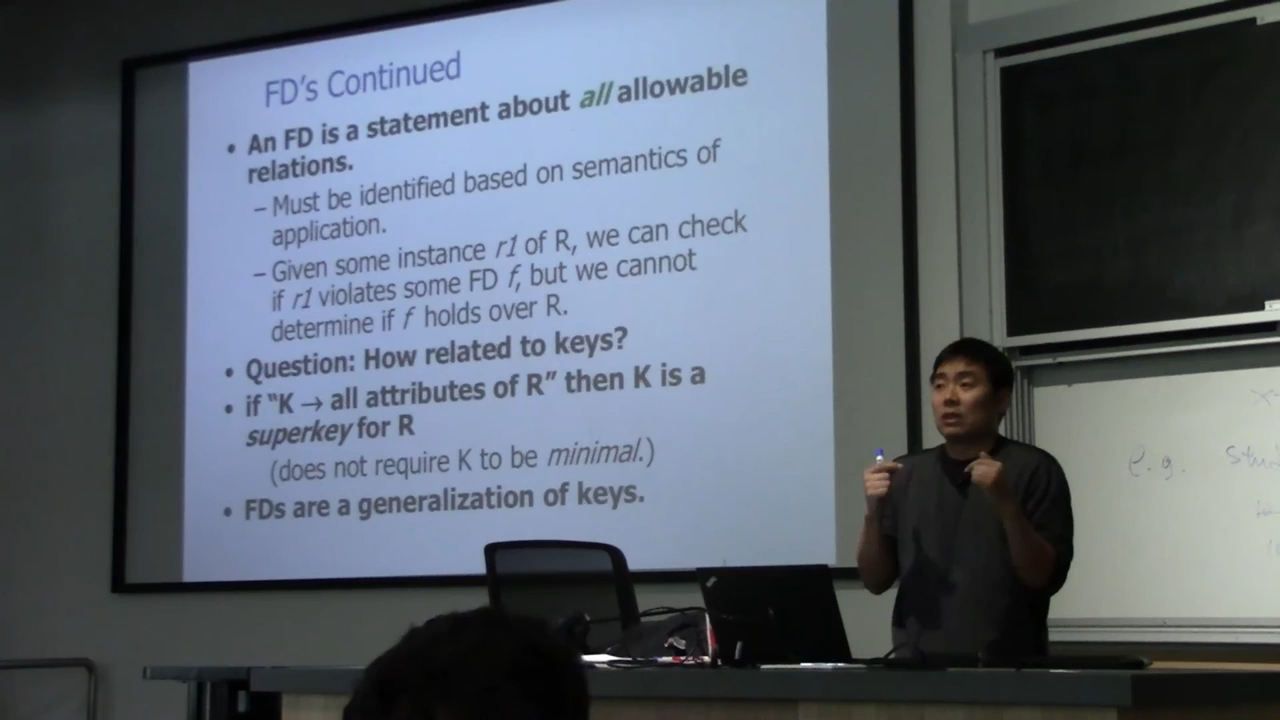 FD's Continued
• An FD is a statement about all allowable
relations.
– Must be identified based on semantics of
application.
– Given some instance r1 of R, we can check
if r1 violates some FD f, but we cannot
determine if f holds over R.
• Question: How related to keys?
• if "K → all attributes of R" then K is a
superkey for R
(does not require K to be minimal.)
• FDs are a generalization of keys.
e.g.